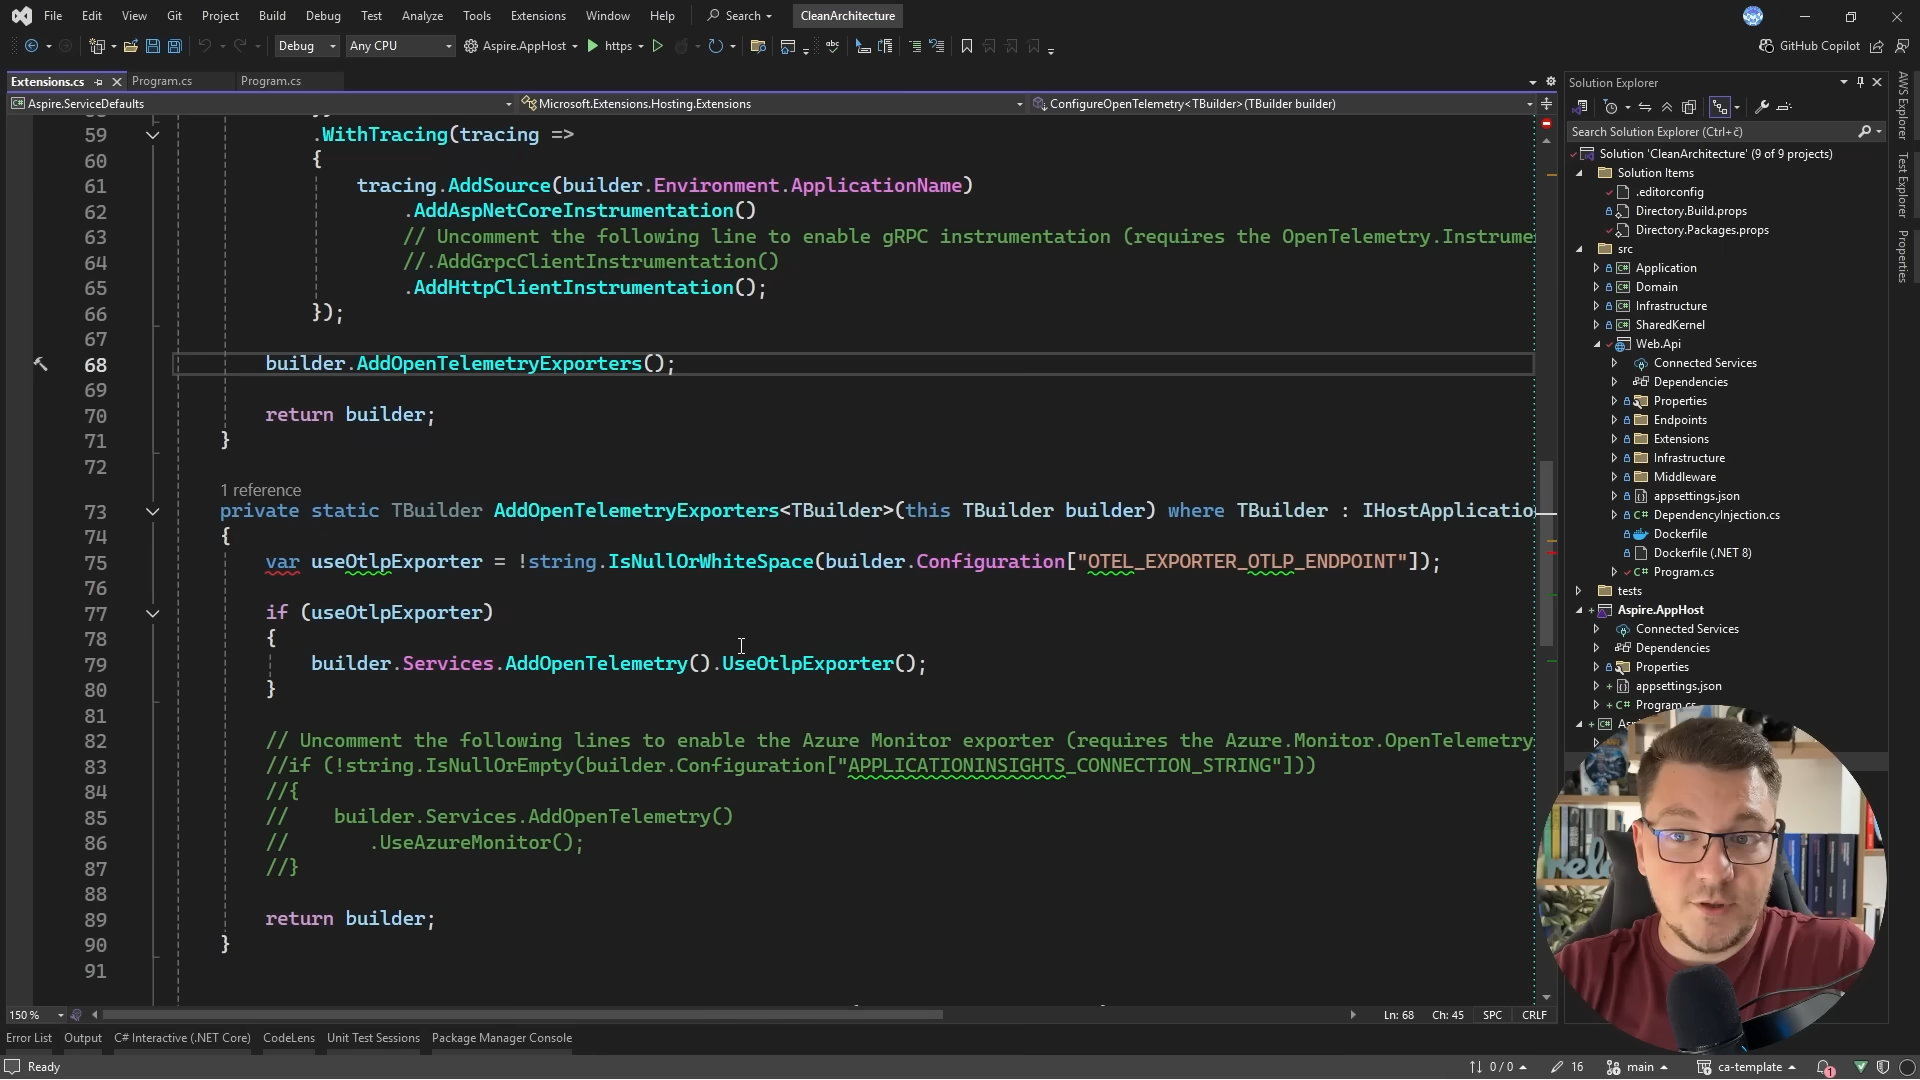 File Edit View Git Project Build Debug Test Analyze Tools Extensions Window Help Search CleanArchitecture
Debug Any CPU Aspire.AppHost https GitHub Copilot
Extensions.cs Program.cs Program.cs
Aspire.ServiceDefaults Microsoft.Extensions.Hosting.Extensions ConfigureOpenTelemetry<TBuilder>(TBuilder builder)
59 .WithTracing(tracing =>
60 {
61 tracing.AddSource(builder.Environment.ApplicationName)
62 .AddAspNetCoreInstrumentation()
63 // Uncomment the following line to enable gRPC instrumentation (requires the OpenTelemetry.Instrume
64 //.AddGrpcClientInstrumentation()
65 .AddHttpClientInstrumentation();
66 });
67
68 builder.AddOpenTelemetryExporters();
69
70 return builder;
71 }
72
1 reference
73 private static TBuilder AddOpenTelemetryExporters<TBuilder>(this TBuilder builder) where TBuilder : IHostApplicatio
74 {
75 var useOtlpExporter = !string.IsNullOrWhiteSpace(builder.Configuration["OTEL_EXPORTER_OTLP_ENDPOINT"]);
76
77 if (useOtlpExporter)
78 {
79 builder.Services.AddOpenTelemetry().UseOtlpExporter();
80 }
81
82 // Uncomment the following lines to enable the Azure Monitor exporter (requires the Azure.Monitor.OpenTelemetry
83 //if (!string.IsNullOrEmpty(builder.Configuration["APPLICATIONINSIGHTS_CONNECTION_STRING"]))
84 //{
85 // builder.Services.AddOpenTelemetry()
86 // .UseAzureMonitor();
87 //}
88
89 return builder;
90 }
91
150 % Ln: 68 Ch: 45 SPC CRLF
Error List Output C# Interactive (.NET Core) CodeLens Unit Test Sessions Package Manager Console
Ready 0 / 0 16 main ca-template 1
Solution Explorer
Search Solution Explorer (Ctrl+č)
Solution 'CleanArchitecture' (9 of 9 projects)
Solution Items
.editorconfig
Directory.Build.props
Directory.Packages.props
src
C# Application
C# Domain
C# Infrastructure
C# SharedKernel
Web.Api
Connected Services
Dependencies
Properties
Endpoints
Extensions
Infrastructure
Middleware
appsettings.json
C# DependencyInjection.cs
Dockerfile
Dockerfile (.NET 8)
C# Program.cs
tests
Aspire.AppHost
Connected Services
Dependencies
Properties
appsettings.json
C# Program.cs
C# As
AWS Explorer
Test Explorer
Properties